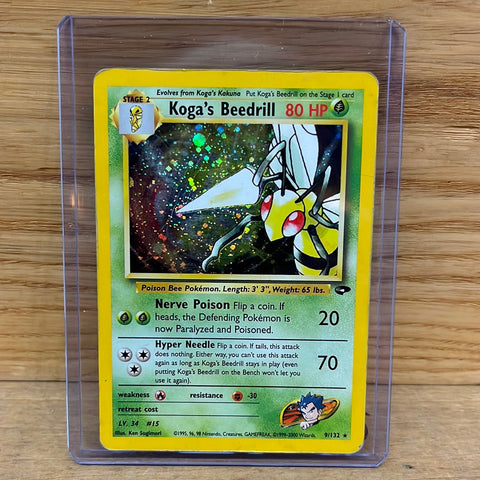 Evolves from Koga's Kakuna Put Koga's Beedrill on the Stage 1 card
STAGE 2
Koga's Beedrill 80 HP
Poison Bee Pokémon. Length: 3' 3", Weight: 65 lbs.
Nerve Poison Flip a coin. If
heads, the Defending Pokémon is
now Paralyzed and Poisoned.
20
Hyper Needle Flip a coin. If tails, this attack
does nothing. Either way, you can't use this attack
again as long as Koga's Beedrill stays in play (even
putting Koga's Beedrill on the Bench won't let you
use it again).
70
weakness resistance -30
retreat cost
LV. 34 #15
Illus. Ken Sugimori ©1995, 96, 98 Nintendo, Creatures, GAMEFREAK. ©1999-2000 Wizards. 9/132